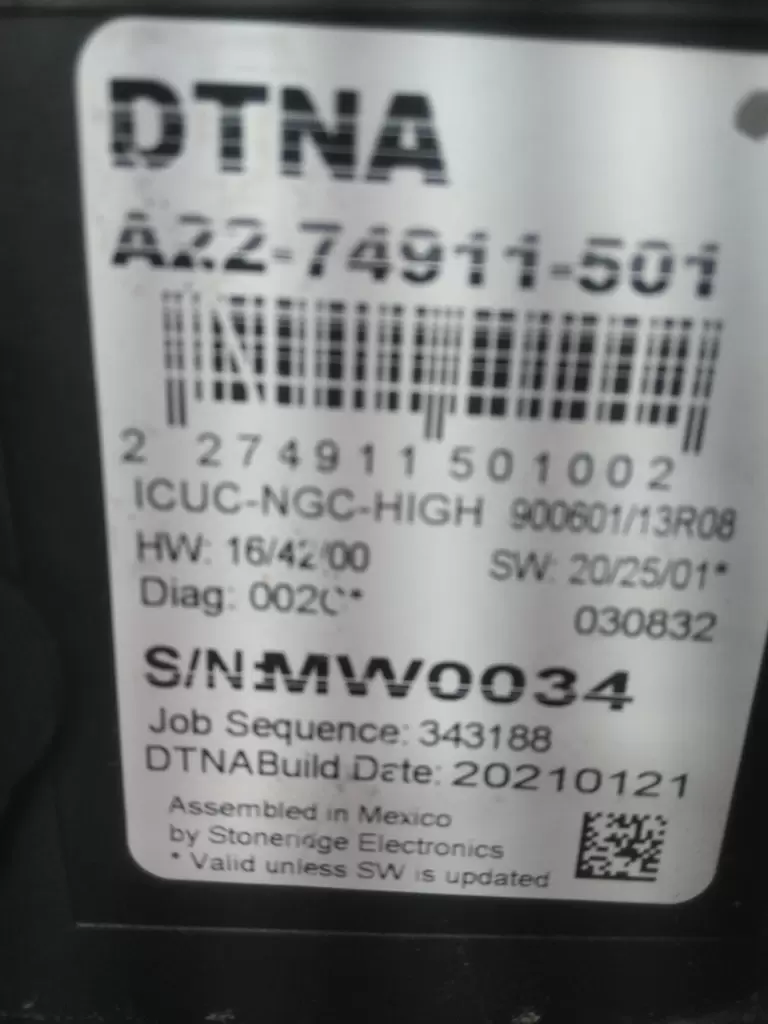 DTNA
A22-74911-501
2 274911 501002
ICUC-NGC-HIGH 900601/13R08
HW: 16/42/00 SW: 20/25/01*
Diag: 002C* 030832
S/N:MW0034
Job Sequence: 343188
DTNABuild Date: 20210121
Assembled in Mexico
by Stoneridge Electronics
* Valid unless SW is updated